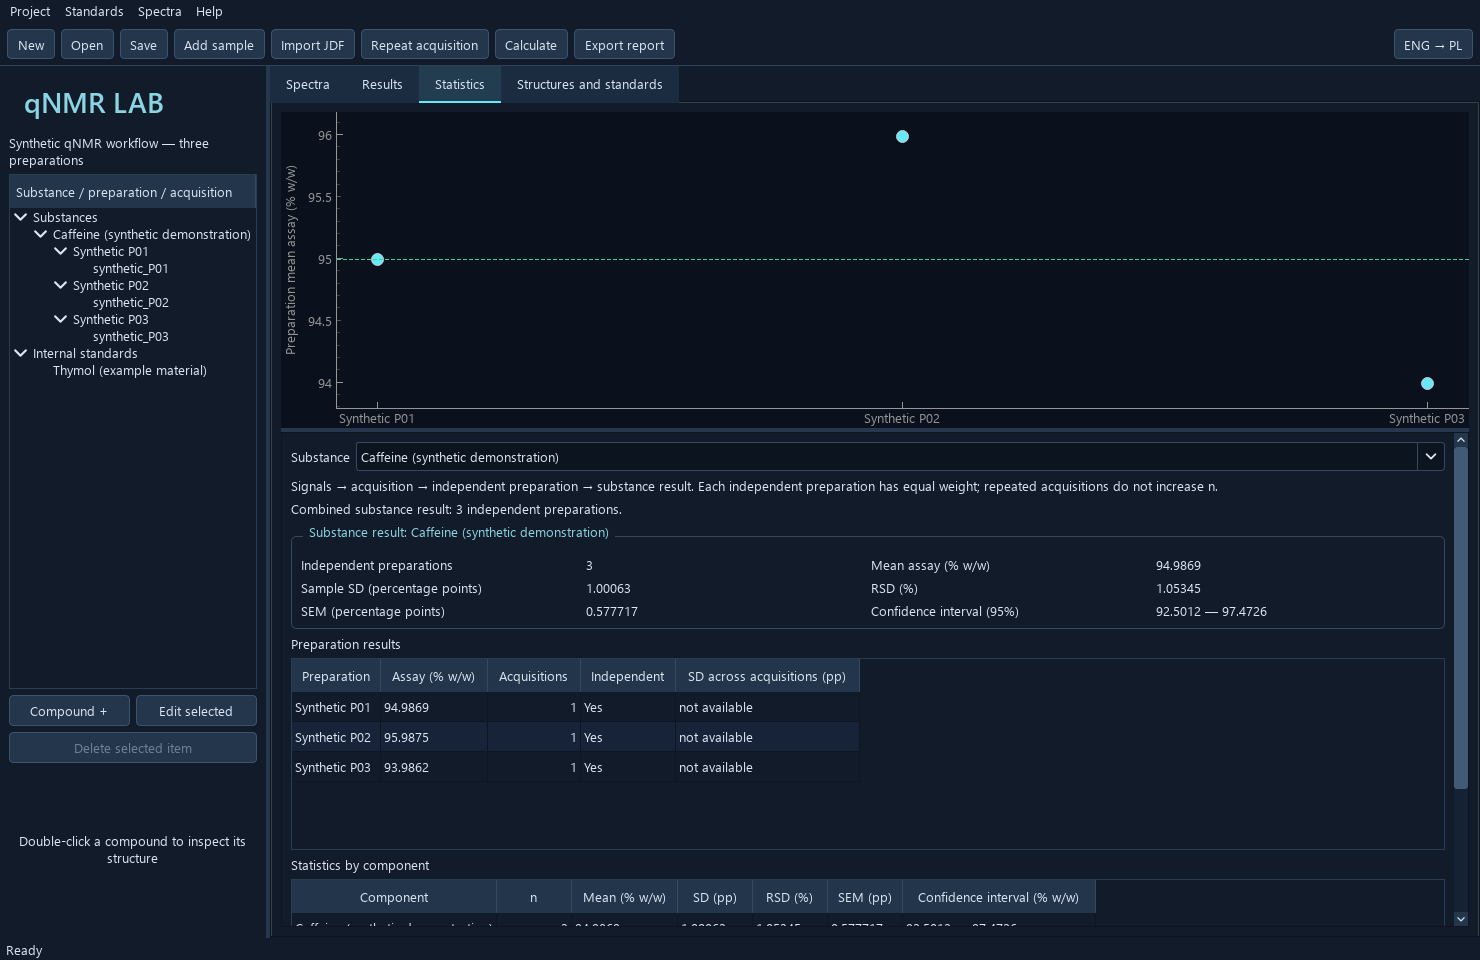 Project Standards Spectra Help
New Open Save Add sample Import JDF Repeat acquisition Calculate Export report ENG → PL
qNMR LAB
Synthetic qNMR workflow — three
preparations
Substance / preparation / acquisition
Substances
Caffeine (synthetic demonstration)
Synthetic P01
synthetic_P01
Synthetic P02
synthetic_P02
Synthetic P03
synthetic_P03
Internal standards
Thymol (example material)
Compound +
Edit selected
Delete selected item
Double-click a compound to inspect its
structure
Spectra Results Statistics Structures and standards
Preparation mean assay (% w/w)
96
95.5
95
94.5
94
Synthetic P01 Synthetic P02 Synthetic P03
Substance Caffeine (synthetic demonstration)
Signals → acquisition → independent preparation → substance result. Each independent preparation has equal weight; repeated acquisitions do not increase n.
Combined substance result: 3 independent preparations.
Substance result: Caffeine (synthetic demonstration)
Independent preparations 3 Mean assay (% w/w) 94.9869
Sample SD (percentage points) 1.00063 RSD (%) 1.05345
SEM (percentage points) 0.577717 Confidence interval (95%) 92.5012 — 97.4726
Preparation results
Preparation Assay (% w/w) Acquisitions Independent SD across acquisitions (pp)
Synthetic P01 94.9869 1 Yes not available
Synthetic P02 95.9875 1 Yes not available
Synthetic P03 93.9862 1 Yes not available
Statistics by component
Component n Mean (% w/w) SD (pp) RSD (%) SEM (pp) Confidence interval (% w/w)
Ready